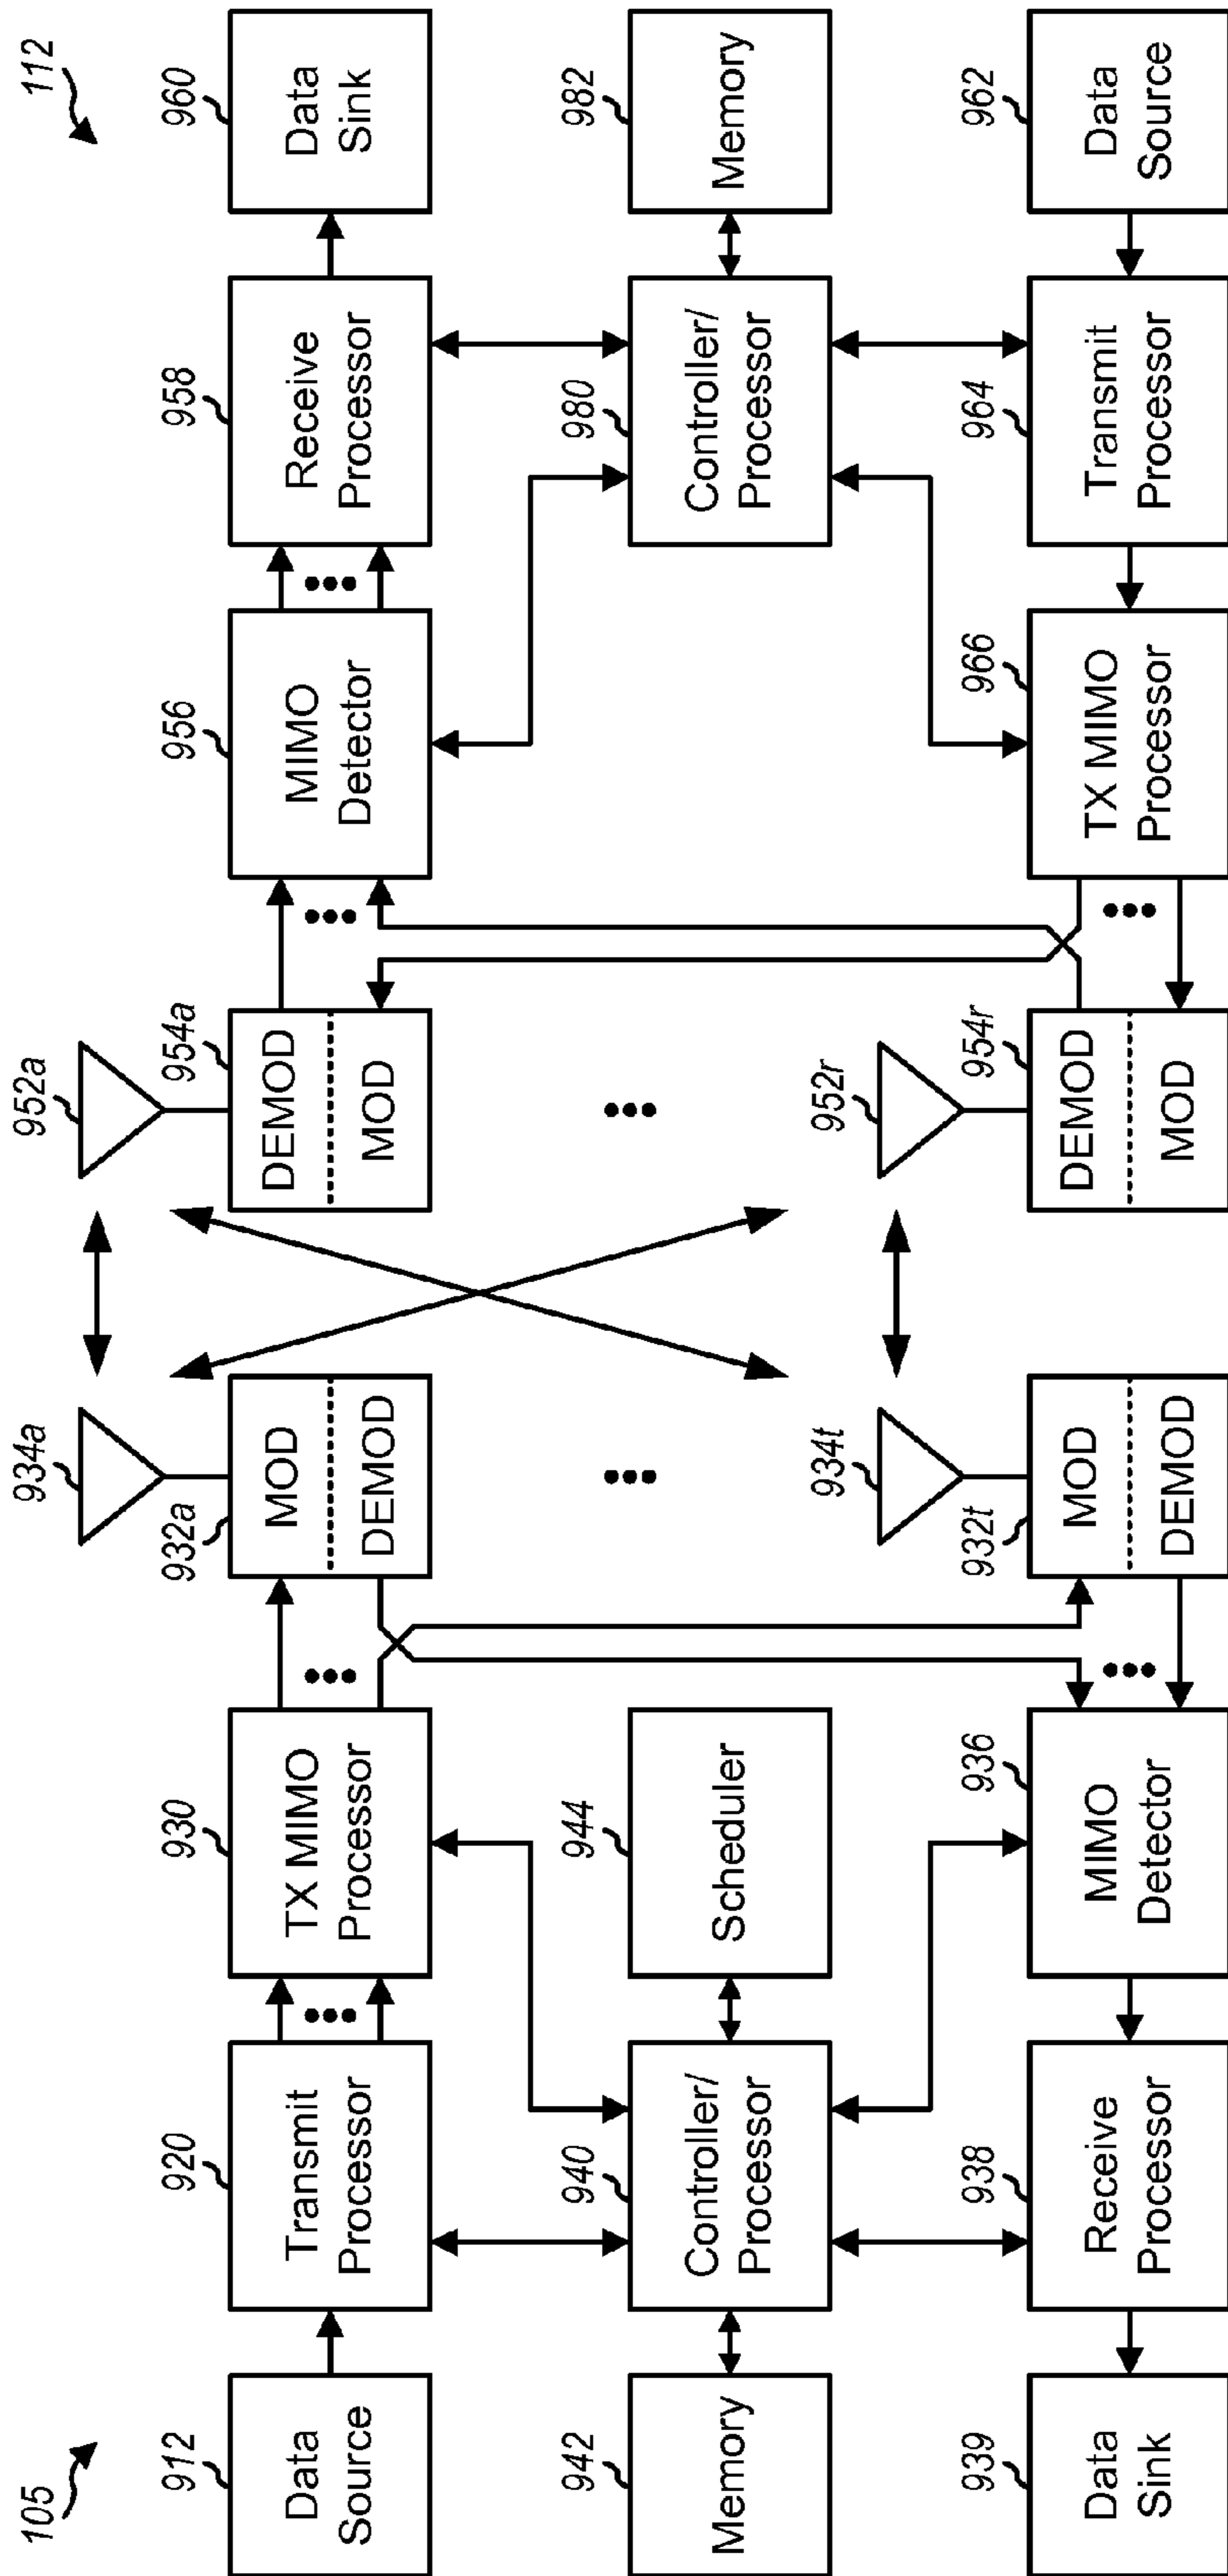 105
112
934a
952a
912
920
930
932a
954a
956
958
960
Data
Source
Transmit
Processor
TX MIMO
Processor
MOD
DEMOD
DEMOD
MOD
MIMO
Detector
Receive
Processor
Data
Sink
942
940
944
980
982
Memory
Controller/
Processor
Scheduler
Controller/
Processor
Memory
934t
952r
939
938
936
932t
954r
966
964
962
Data
Sink
Receive
Processor
MIMO
Detector
MOD
DEMOD
DEMOD
MOD
TX MIMO
Processor
Transmit
Processor
Data
Source